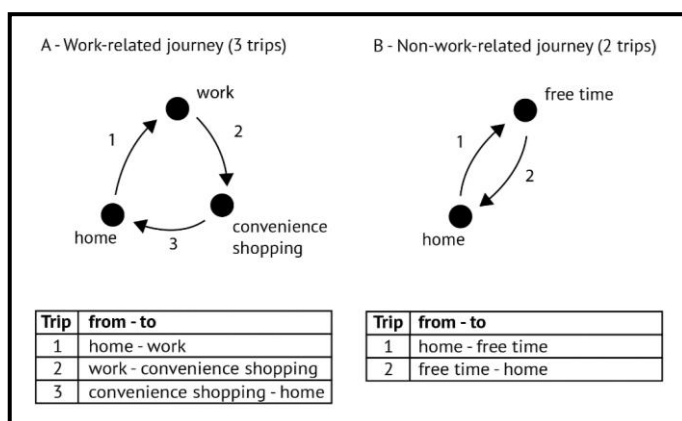 A - Work-related journey (3 trips)
work
1
2
home
3
convenience
shopping
Trip from - to
1 home - work
2 work - convenience shopping
3 convenience shopping - home
B - Non-work-related journey (2 trips)
free time
1
2
home
Trip from - to
1 home - free time
2 free time - home